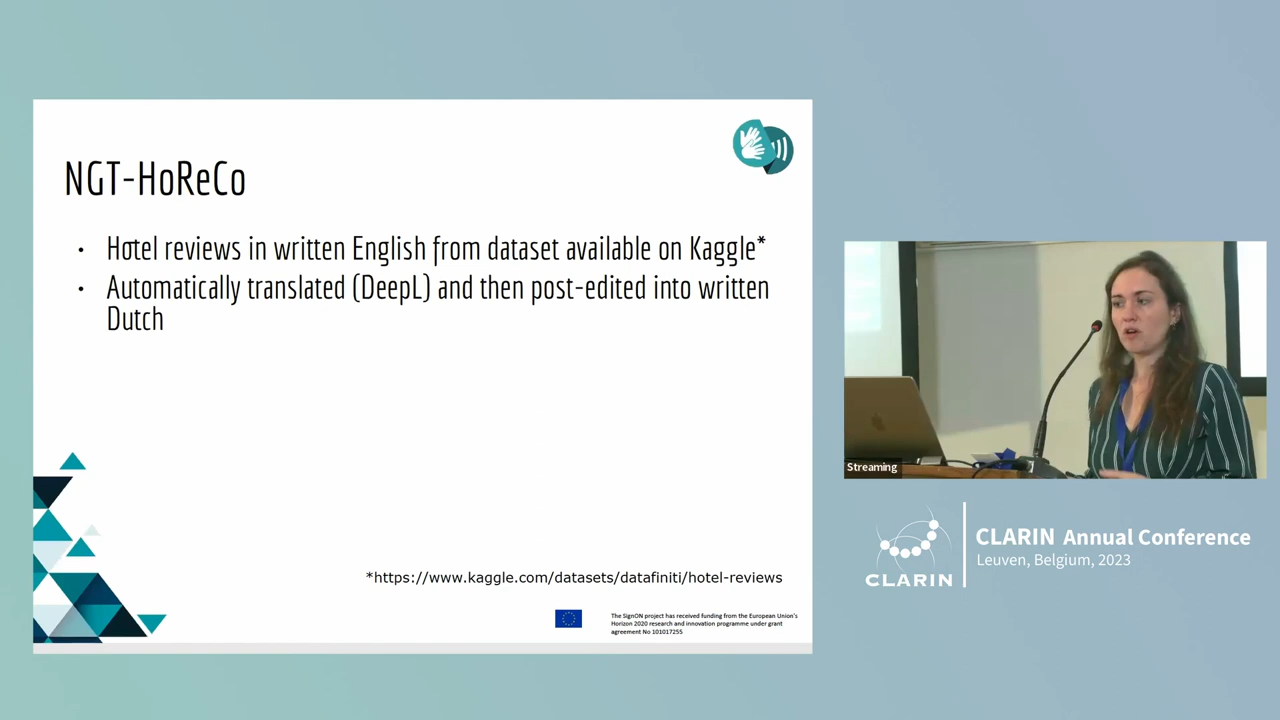 NGT-HoReCo
• Hotel reviews in written English from dataset available on Kaggle*
• Automatically translated (DeepL) and then post-edited into written
Dutch
*https://www.kaggle.com/datasets/datafiniti/hotel-reviews
The SignON project has received funding from the European Union's
Horizon 2020 research and innovation programme under grant
agreement No 101017255
Streaming
CLARIN
CLARIN Annual Conference
Leuven, Belgium, 2023